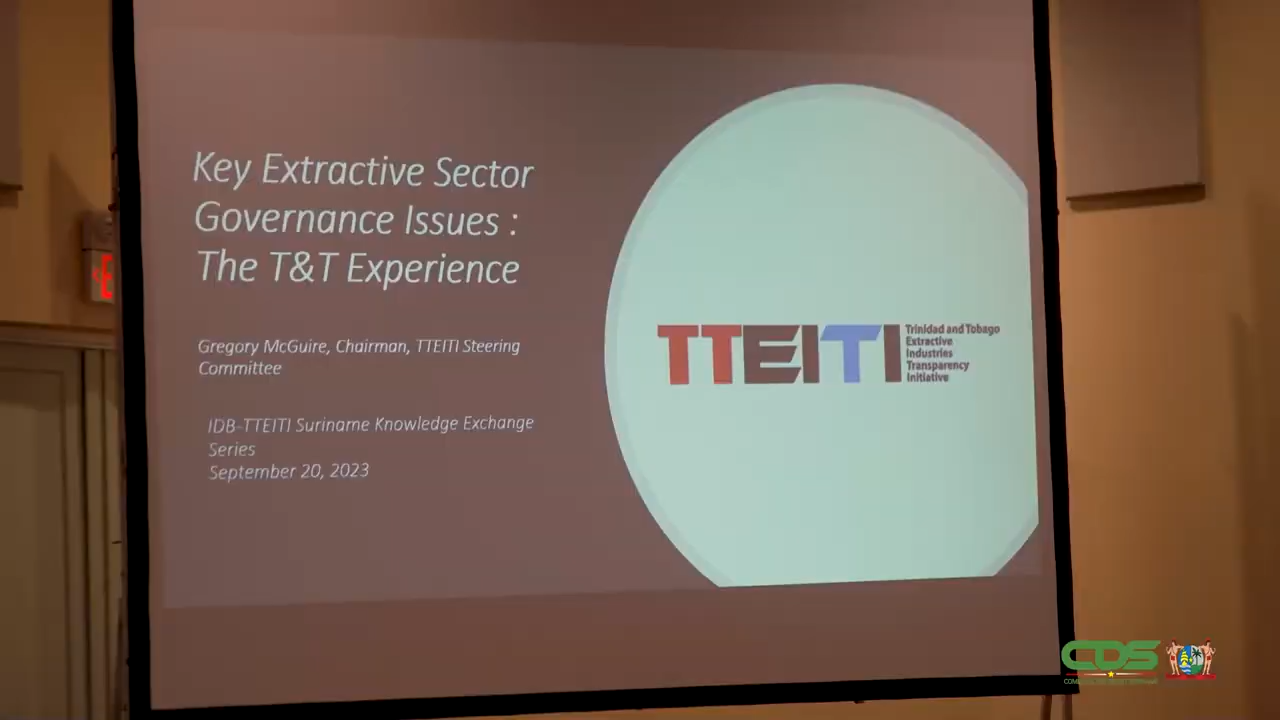 Key Extractive Sector
Governance Issues :
The T&T Experience
Gregory McGuire, Chairman, TTEITI Steering
Committee
IDB-TTEITI Suriname Knowledge Exchange
Series
September 20, 2023
TTEITI
Trinidad and Tobago
Extractive
Industries
Transparency
Initiative
CDS